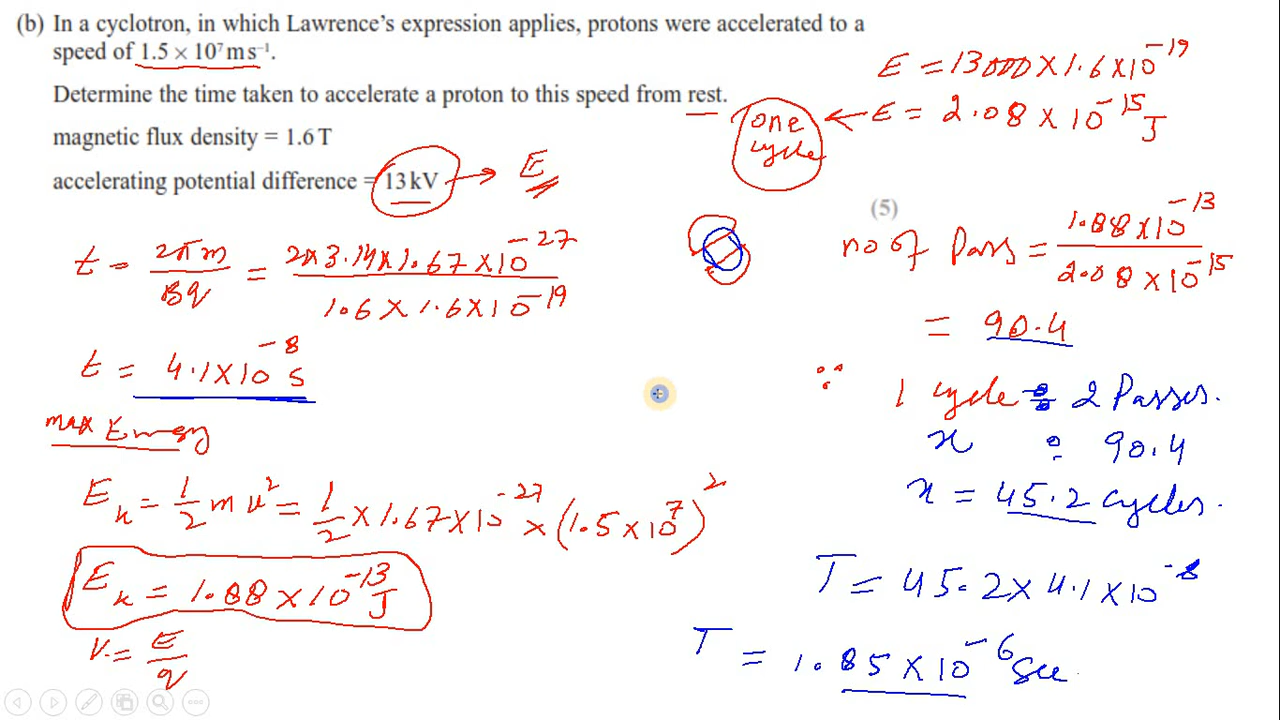 (b) In a cyclotron, in which Lawrence's expression applies, protons were accelerated to a
speed of 1.5 × 10⁷ m s⁻¹.
Determine the time taken to accelerate a proton to this speed from rest.
magnetic flux density = 1.6 T
accelerating potential difference = 13 kV → E
(5)
t = 2πm / Bq = 2×3.14×1.67×10⁻²⁷ / 1.6×1.6×10⁻¹⁹
t = 4.1×10⁻⁸ s
max Energy
Eₖ = 1/2 m v² = 1/2 × 1.67×10⁻²⁷ × (1.5×10⁷)²
Eₖ = 1.88×10⁻¹³ J
V = E / q
E = 13000×1.6×10⁻¹⁹
one cycle ← E = 2.08×10⁻¹⁵ J
no of Pass = 1.88×10⁻¹³ / 2.08×10⁻¹⁵
= 90.4
∵ 1 cycle : 2 Passes.
x : 90.4
x = 45.2 cycles.
T = 45.2×4.1×10⁻⁸
T = 1.85×10⁻⁶ sec